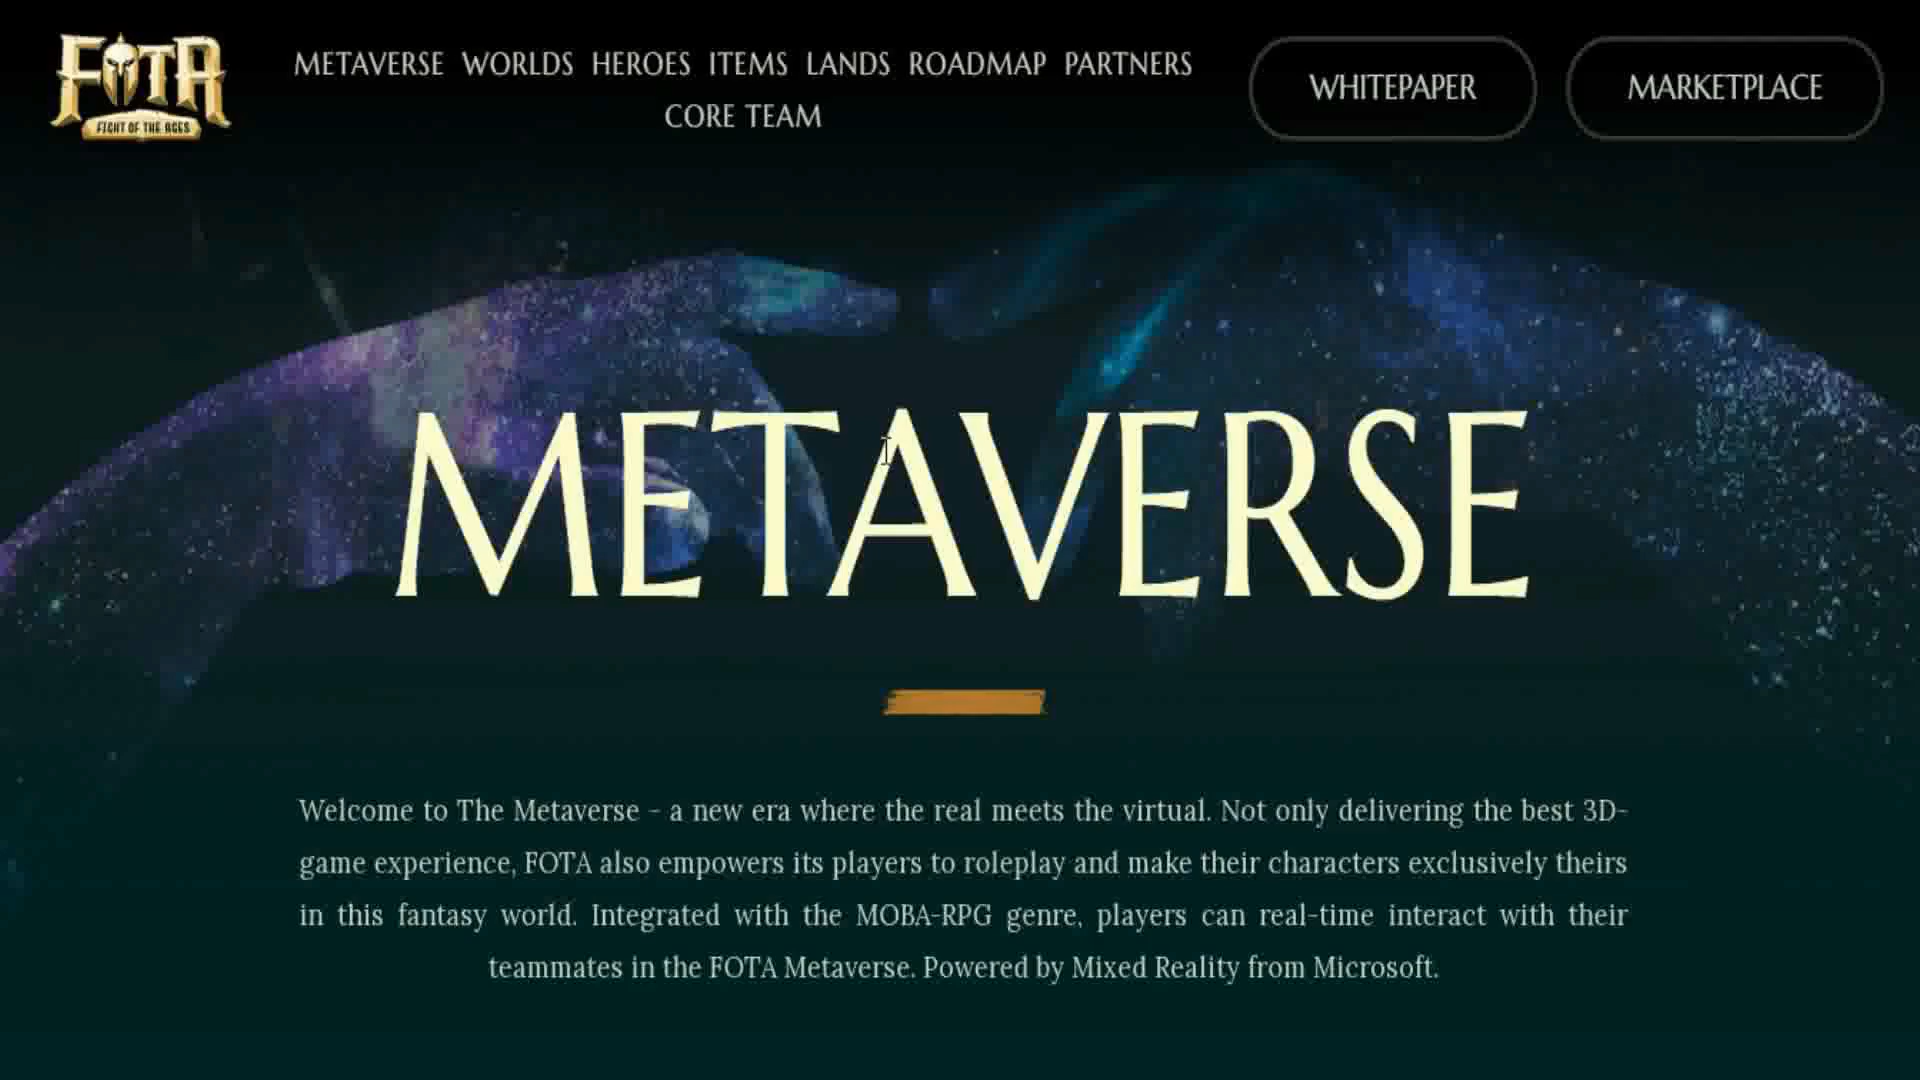 FOTA
FIGHT OF THE AGES
METAVERSE WORLDS HEROES ITEMS LANDS ROADMAP PARTNERS
CORE TEAM
WHITEPAPER
MARKETPLACE
METAVERSE
Welcome to The Metaverse - a new era where the real meets the virtual. Not only delivering the best 3D-
game experience, FOTA also empowers its players to roleplay and make their characters exclusively theirs
in this fantasy world. Integrated with the MOBA-RPG genre, players can real-time interact with their
teammates in the FOTA Metaverse. Powered by Mixed Reality from Microsoft.